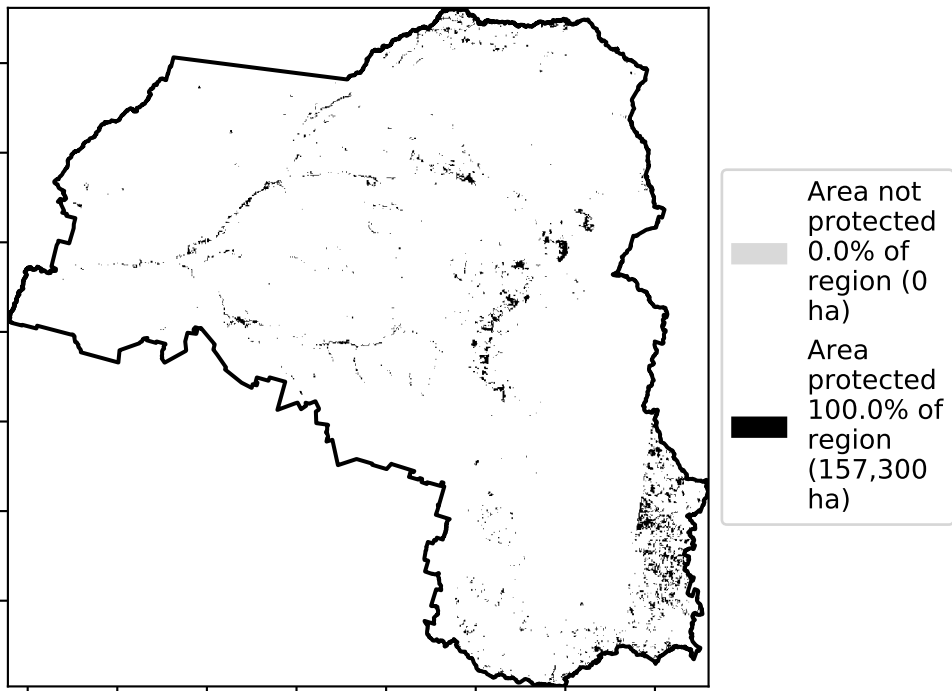 Area not
protected
0.0% of
region (0
ha)
Area
protected
100.0% of
region
(157,300
ha)